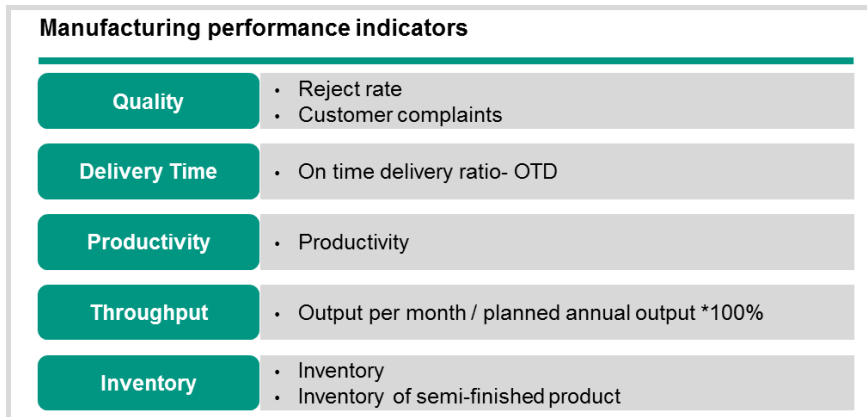 Manufacturing performance indicators
Quality
• Reject rate
• Customer complaints
Delivery Time
• On time delivery ratio- OTD
Productivity
• Productivity
Throughput
• Output per month / planned annual output *100%
Inventory
• Inventory
• Inventory of semi-finished product